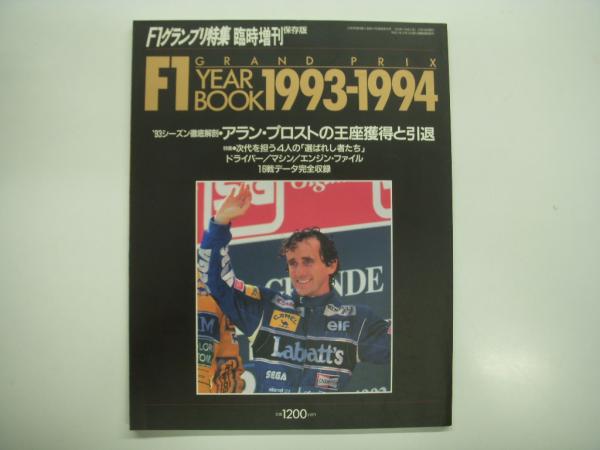 F1グランプリ特集 臨時増刊 保存版
GRAND PRIX
F1 YEAR BOOK 1993-1994
'93シーズン徹底解剖●アラン・プロストの王座獲得と引退
特集●次代を担う4人の「選ばれし者たち」
ドライバー/マシン/エンジン・ファイル
16戦データ完全収録
CAMEL
elf
Labatt's
SEGA
定価1200yen